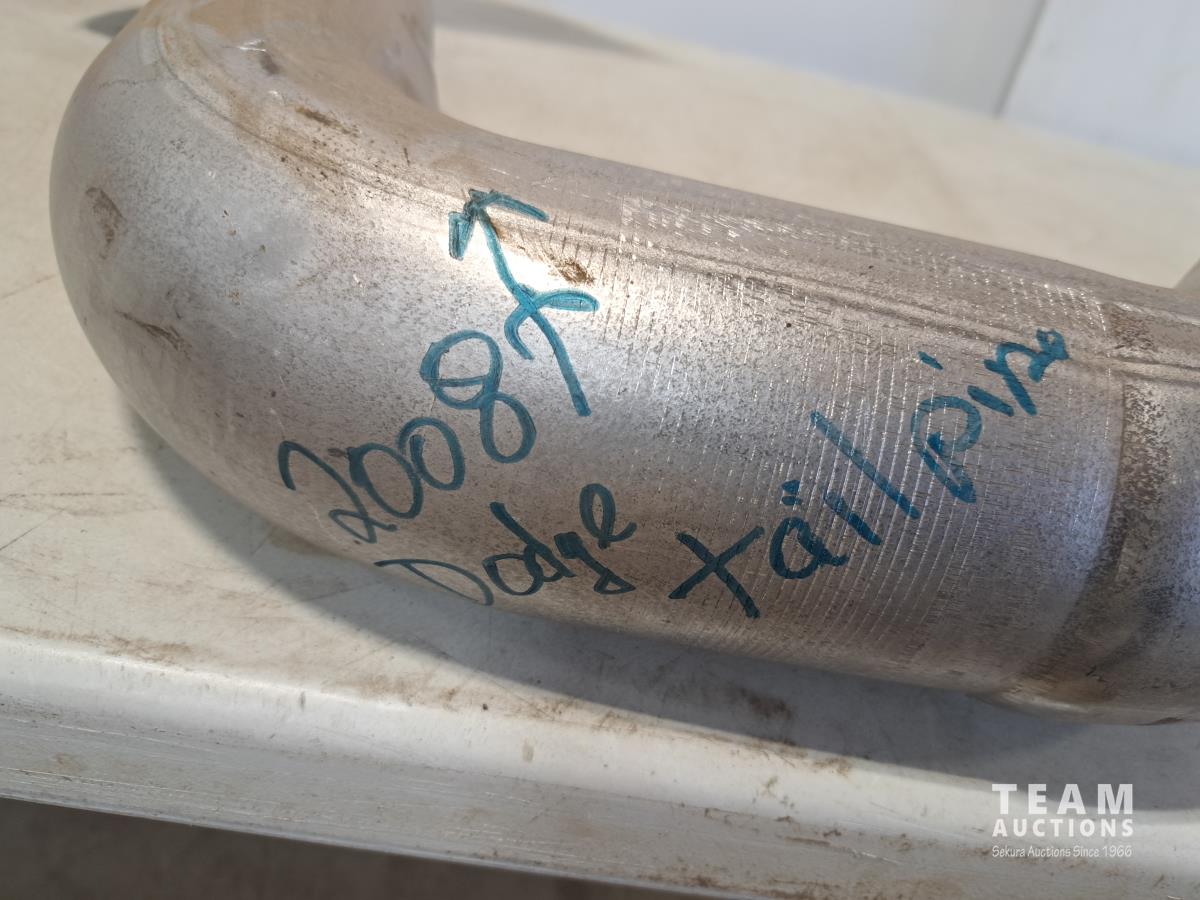 2008
Dodge
Tailpipe
TEAM
AUCTIONS
Sekura Auctions Since 1966